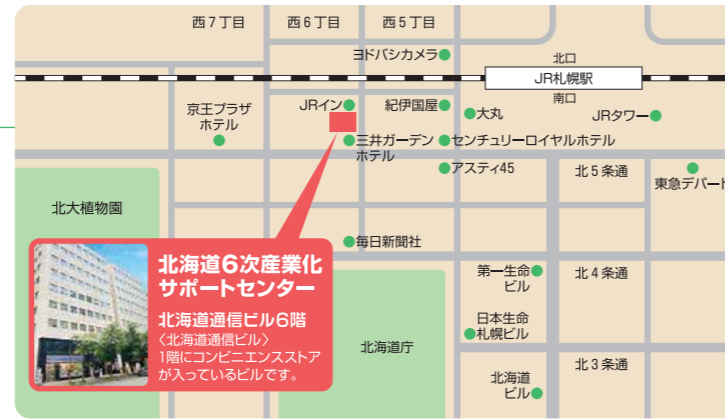 西7丁目
西6丁目
西5丁目
ヨドバシカメラ
北口
JR札幌駅
南口
京王プラザ
ホテル
JRイン
紀伊国屋
大丸
JRタワー
三井ガーデン
ホテル
センチュリーロイヤルホテル
アスティ45
北5条通
東急デパート
北大植物園
毎日新聞社
北海道6次産業化
サポートセンター
北海道通信ビル6階
〈北海道通信ビル〉
1階にコンビニエンスストア
が入っているビルです。
第一生命
ビル
北4条通
日本生命
札幌ビル
北海道庁
北3条通
北海道
ビル